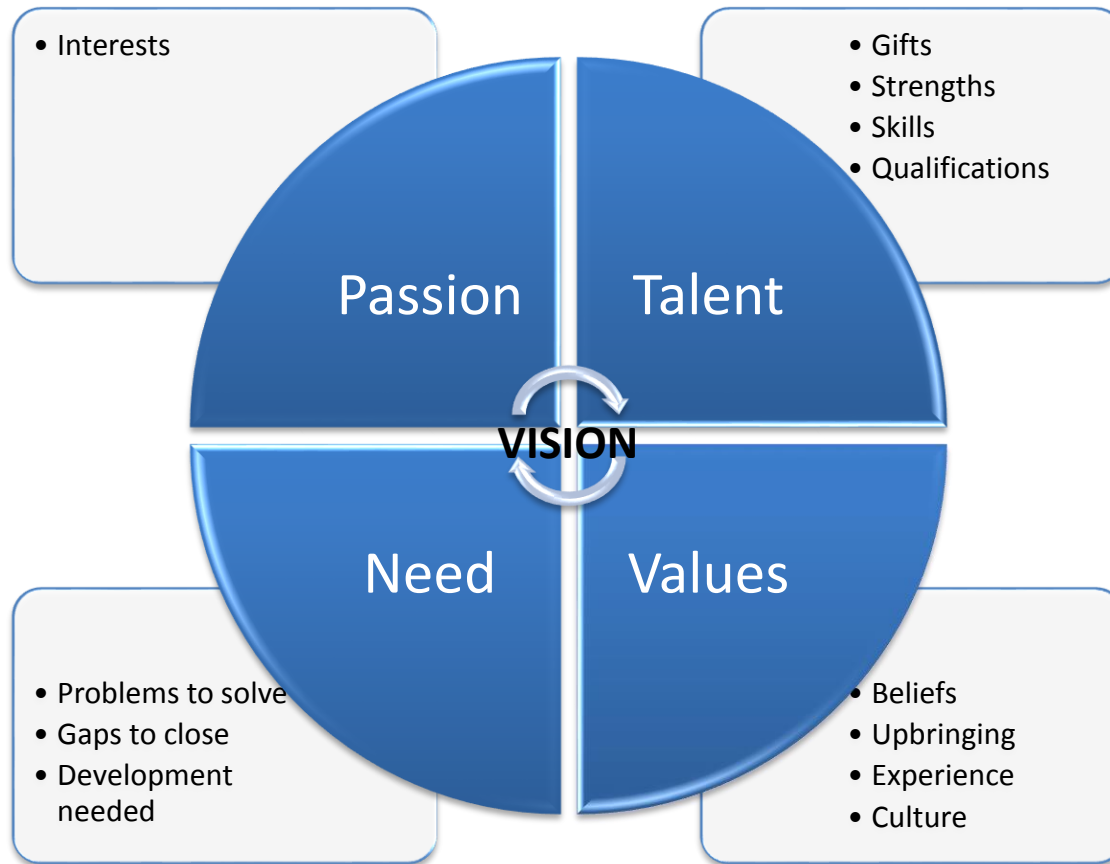 • Interests
• Gifts
• Strengths
• Skills
• Qualifications
Passion
Talent
VISION
Need
Values
• Problems to solve
• Gaps to close
• Development
needed
• Beliefs
• Upbringing
• Experience
• Culture